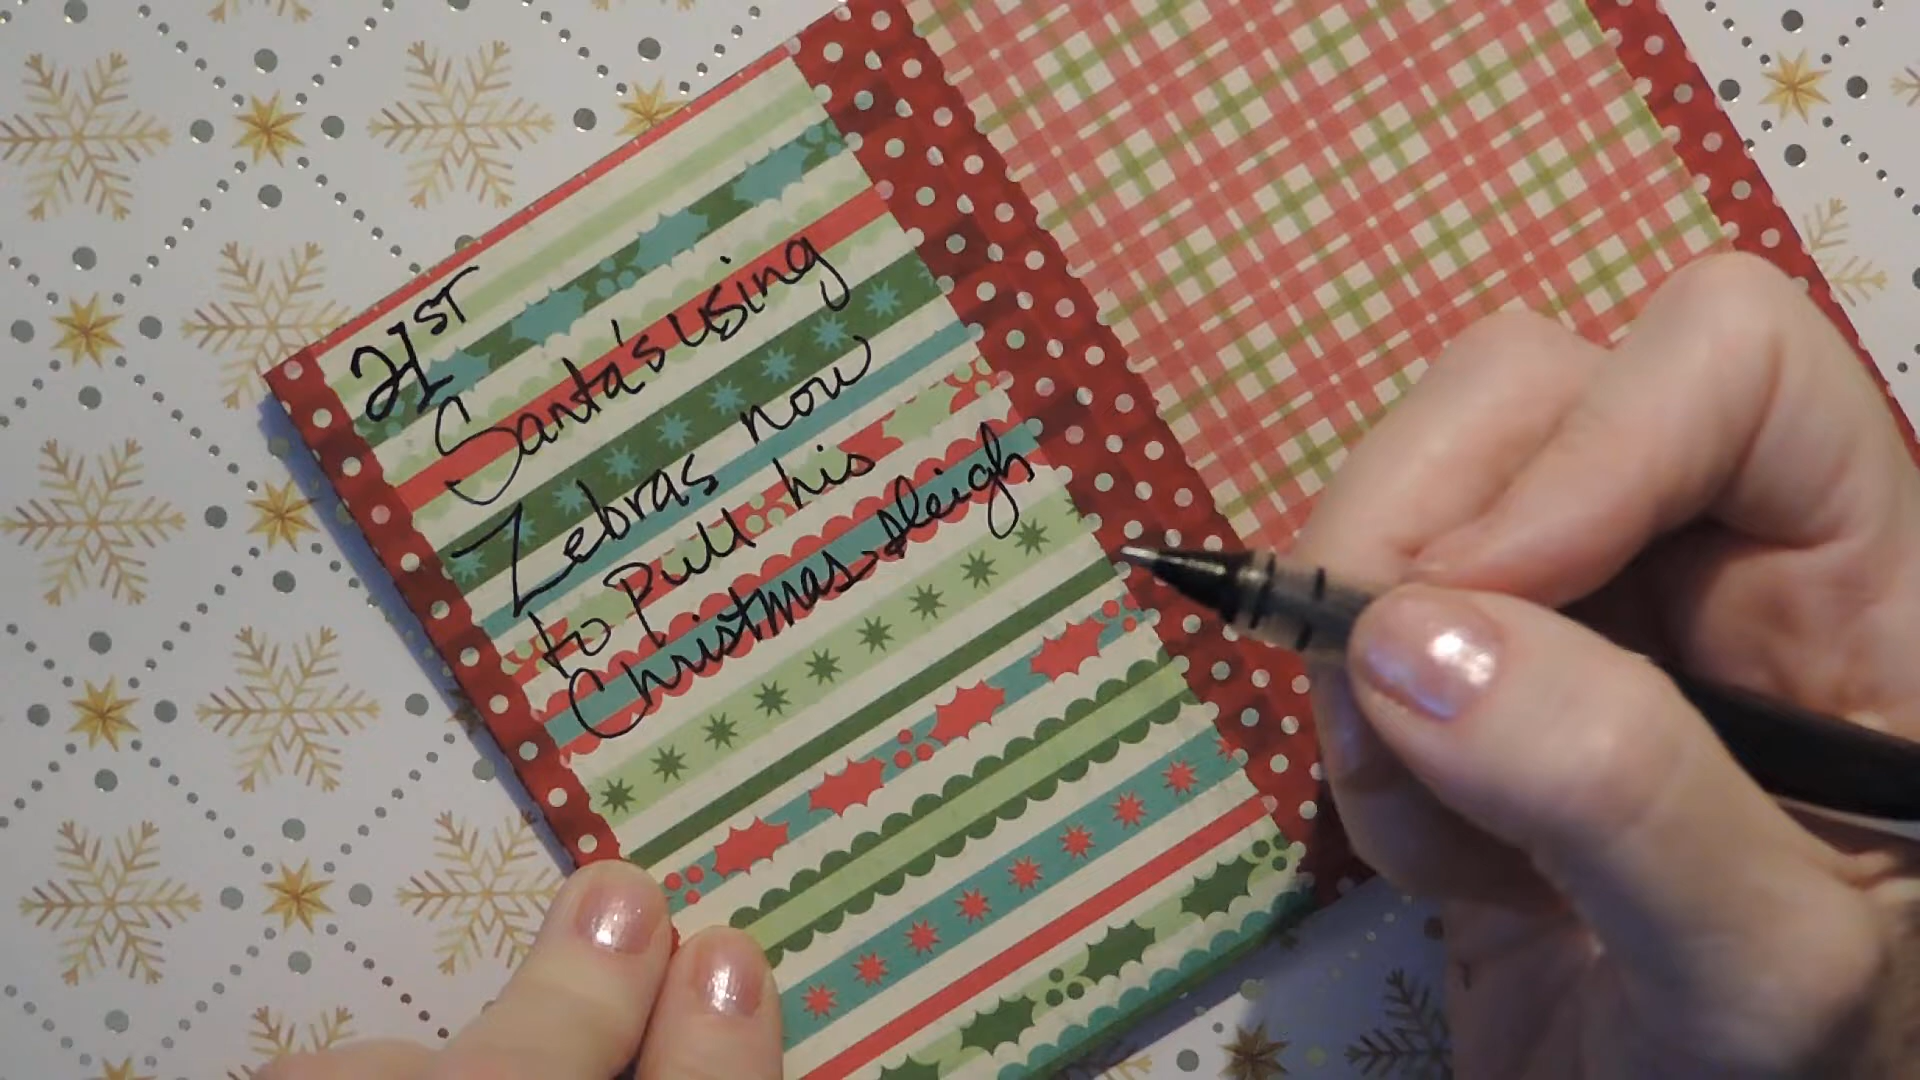 21ST
Santa's using
Zebras now
to pull his
Christmas sleigh